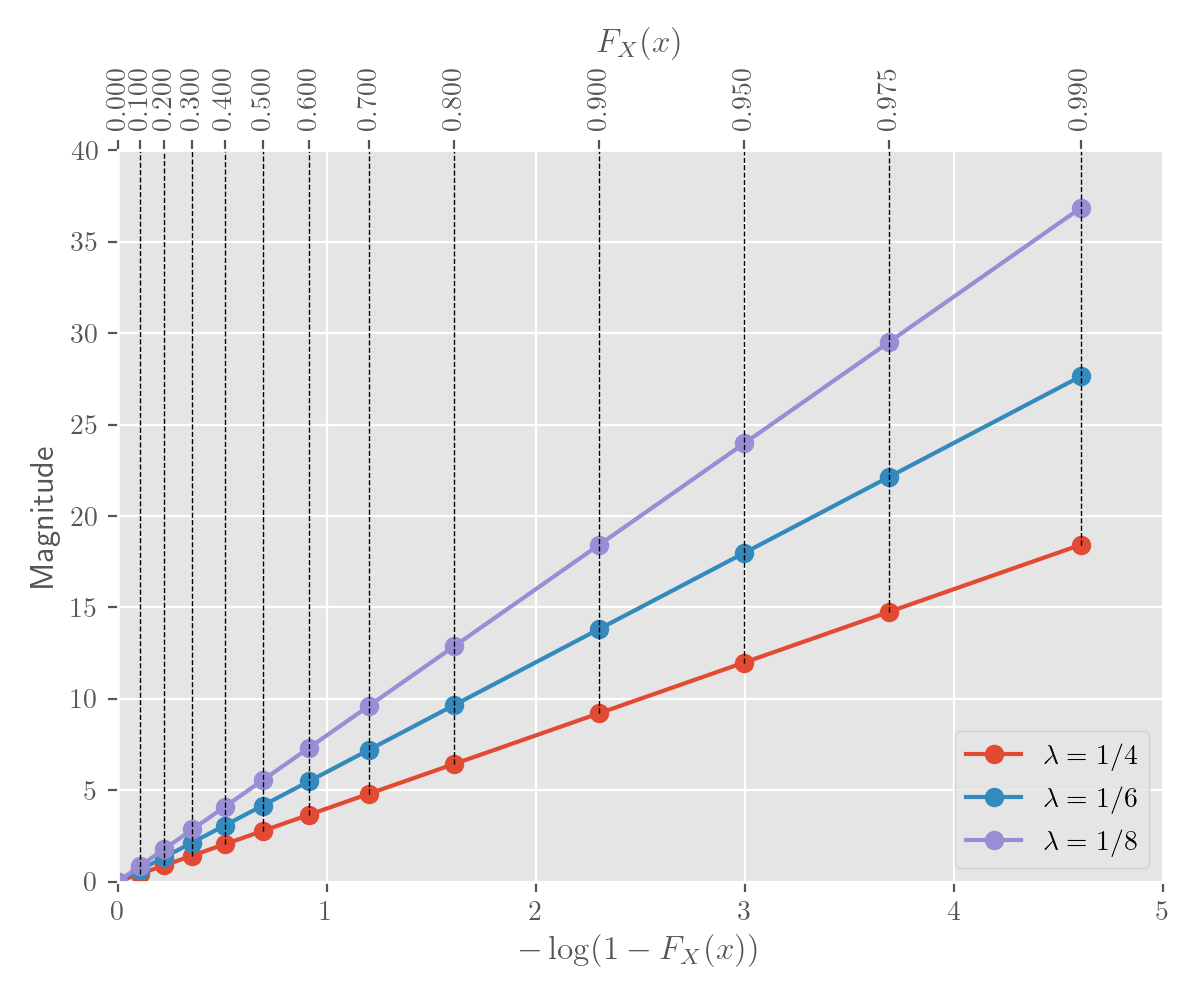 F_X(x)
0.000 0.100 0.200 0.300 0.400 0.500 0.600 0.700 0.800 0.900 0.950 0.975 0.990
40
35
30
25
20
15
10
5
0
Magnitude
λ = 1/4
λ = 1/6
λ = 1/8
0 1 2 3 4 5
− log(1 − F_X(x))